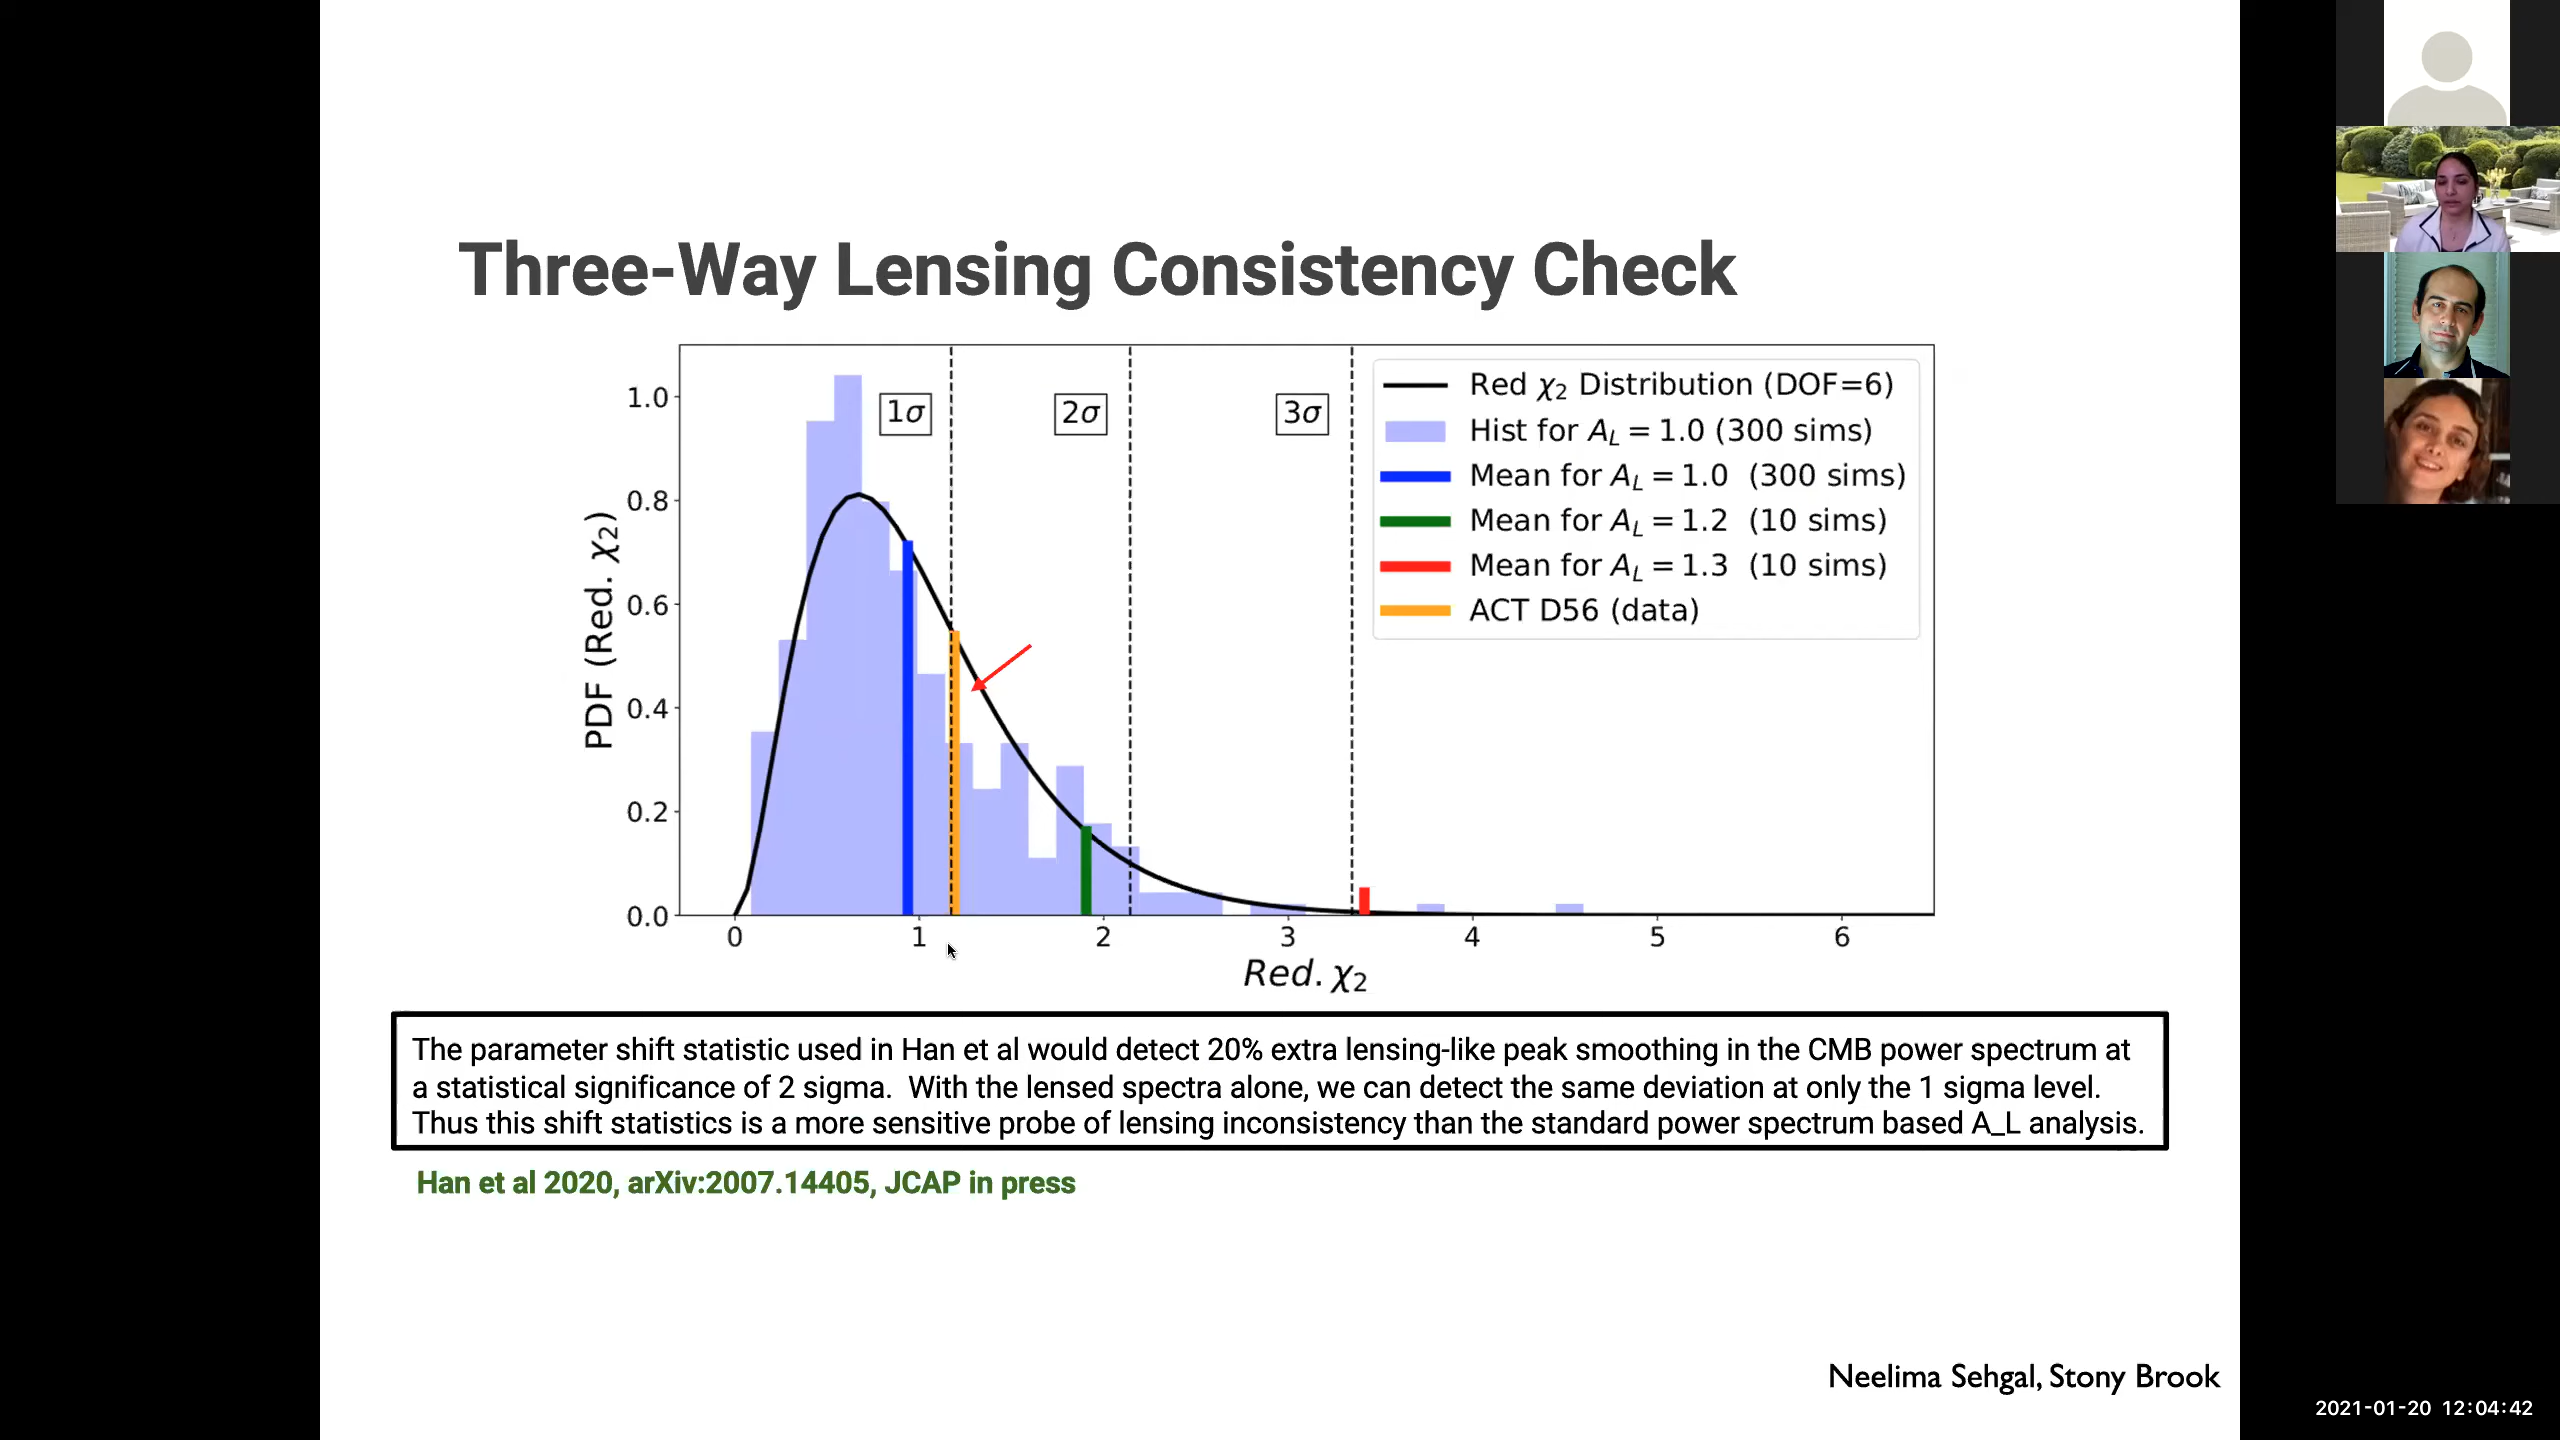 Three-Way Lensing Consistency Check
1σ
2σ
3σ
Red χ₂ Distribution (DOF=6)
Hist for A_L = 1.0 (300 sims)
Mean for A_L = 1.0 (300 sims)
Mean for A_L = 1.2 (10 sims)
Mean for A_L = 1.3 (10 sims)
ACT D56 (data)
PDF (Red. χ₂)
1.0
0.8
0.6
0.4
0.2
0.0
0 1 2 3 4 5 6
Red. χ₂
The parameter shift statistic used in Han et al would detect 20% extra lensing-like peak smoothing in the CMB power spectrum at
a statistical significance of 2 sigma. With the lensed spectra alone, we can detect the same deviation at only the 1 sigma level.
Thus this shift statistics is a more sensitive probe of lensing inconsistency than the standard power spectrum based A_L analysis.
Han et al 2020, arXiv:2007.14405, JCAP in press
Neelima Sehgal, Stony Brook
2021-01-20 12:04:42